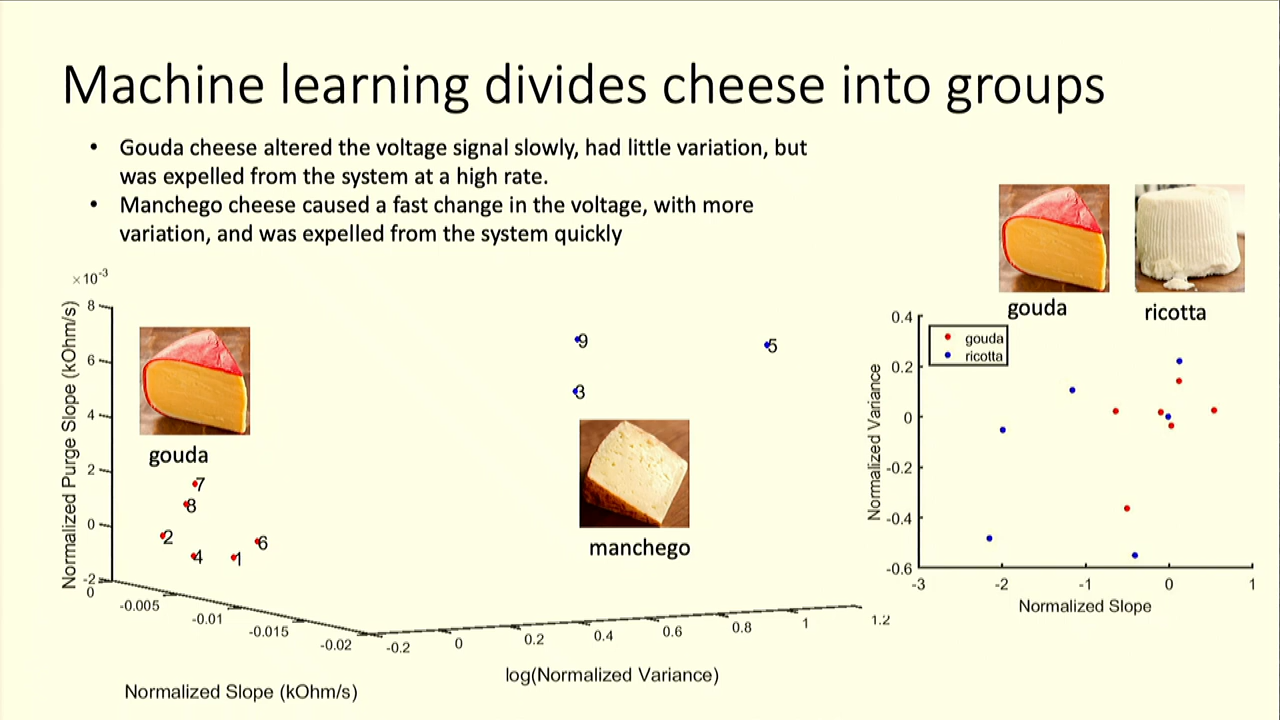 Machine learning divides cheese into groups
• Gouda cheese altered the voltage signal slowly, had little variation, but
was expelled from the system at a high rate.
• Manchego cheese caused a fast change in the voltage, with more
variation, and was expelled from the system quickly
×10-3
8
6
4
2
0
-2
Normalized Purge Slope (kOhm/s)
gouda
7
8
2
4
1
6
9
5
3
manchego
0
-0.005
-0.01
-0.015
-0.02
Normalized Slope (kOhm/s)
-0.2
0
0.2
0.4
0.6
0.8
1
1.2
log(Normalized Variance)
gouda
ricotta
gouda
ricotta
0.4
0.2
0
-0.2
-0.4
-0.6
Normalized Variance
-3
-2
-1
0
1
Normalized Slope